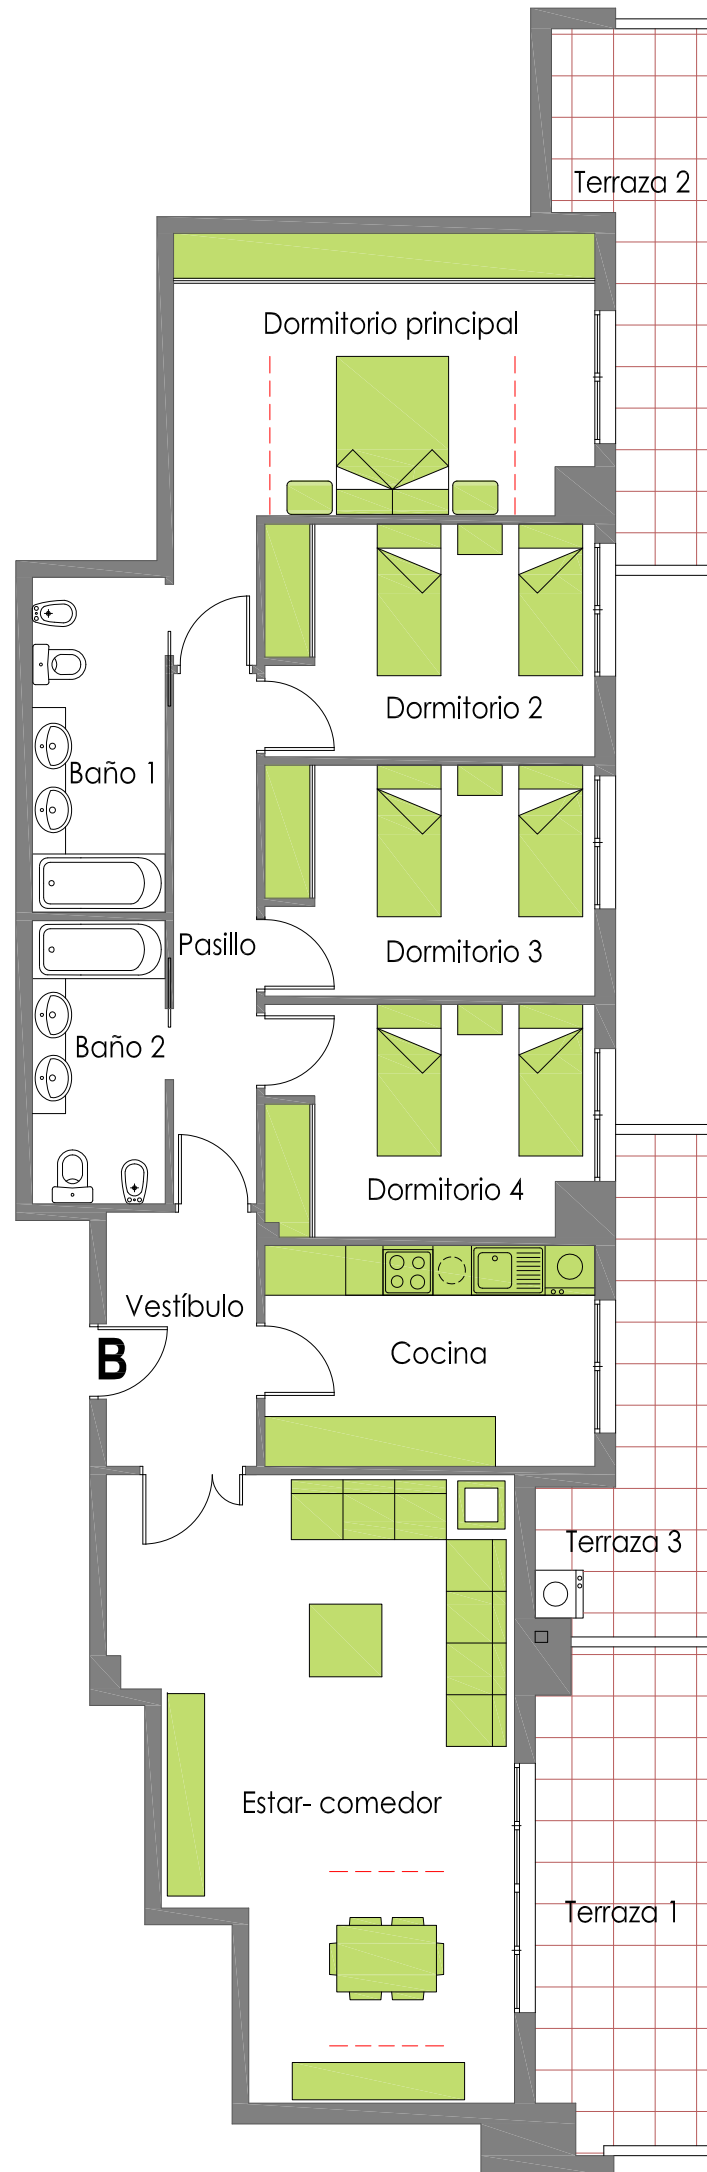 Terraza 2
Dormitorio principal
Dormitorio 2
Baño 1
Pasillo
Dormitorio 3
Baño 2
Dormitorio 4
Vestíbulo
B
Cocina
Terraza 3
Estar- comedor
Terraza 1